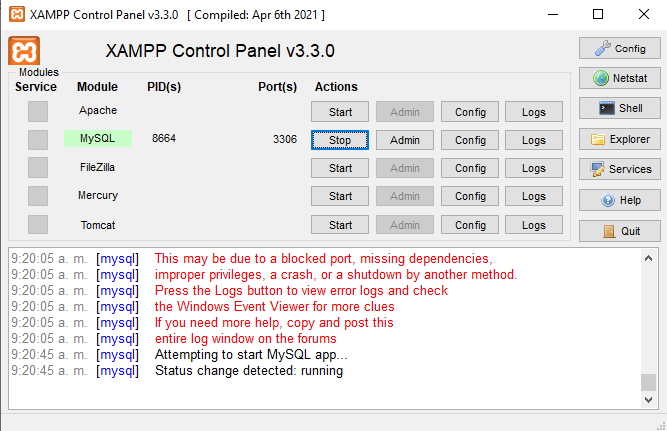 XAMPP Control Panel v3.3.0 [ Compiled: Apr 6th 2021 ]
XAMPP Control Panel v3.3.0
Config
Modules
Service Module PID(s) Port(s) Actions
Netstat
Apache Start Admin Config Logs
Shell
MySQL 8664 3306 Stop Admin Config Logs
Explorer
FileZilla Start Admin Config Logs
Services
Mercury Start Admin Config Logs
Help
Tomcat Start Admin Config Logs
Quit
9:20:05 a. m. [mysql] This may be due to a blocked port, missing dependencies,
9:20:05 a. m. [mysql] improper privileges, a crash, or a shutdown by another method.
9:20:05 a. m. [mysql] Press the Logs button to view error logs and check
9:20:05 a. m. [mysql] the Windows Event Viewer for more clues
9:20:05 a. m. [mysql] If you need more help, copy and post this
9:20:05 a. m. [mysql] entire log window on the forums
9:20:45 a. m. [mysql] Attempting to start MySQL app...
9:20:45 a. m. [mysql] Status change detected: running